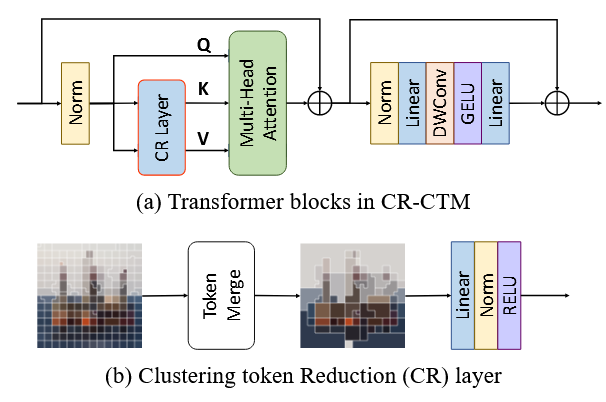 Norm
CR Layer
Q
K
V
Multi-Head
Attention
Norm
Linear
DWConv
GELU
Linear
(a) Transformer blocks in CR-CTM
Token
Merge
Linear
Norm
RELU
(b) Clustering token Reduction (CR) layer